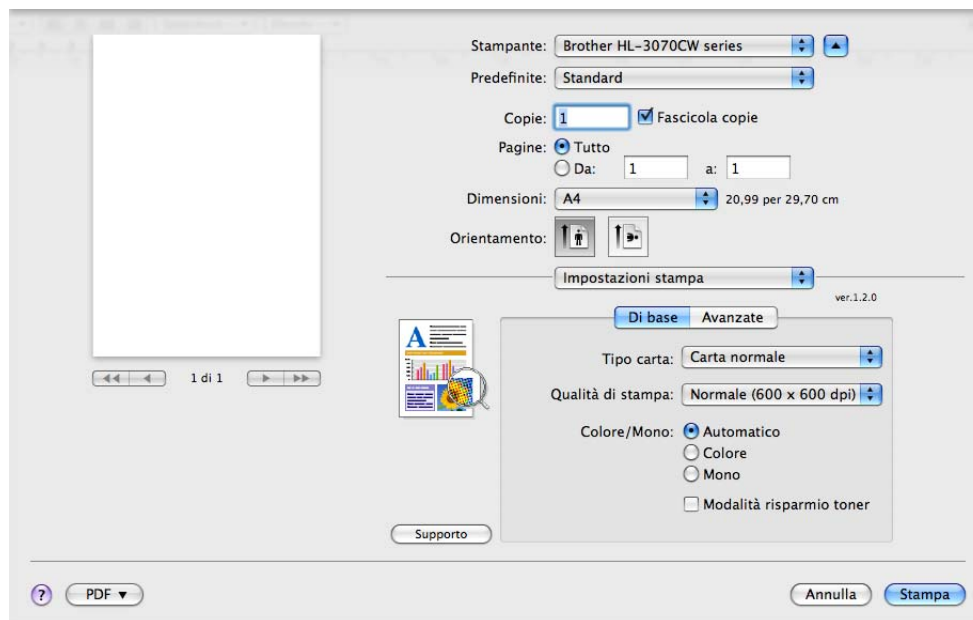 Stampante: Brother HL-3070CW series
Predefinite: Standard
Copie: 1 Fascicola copie
Pagine: Tutto
Da: 1 a: 1
Dimensioni: A4 20,99 per 29,70 cm
Orientamento:
Impostazioni stampa
ver.1.2.0
Di base Avanzate
Tipo carta: Carta normale
1 di 1
Qualità di stampa: Normale (600 x 600 dpi)
Colore/Mono: Automatico
Colore
Mono
Modalità risparmio toner
Supporto
? PDF Annulla Stampa